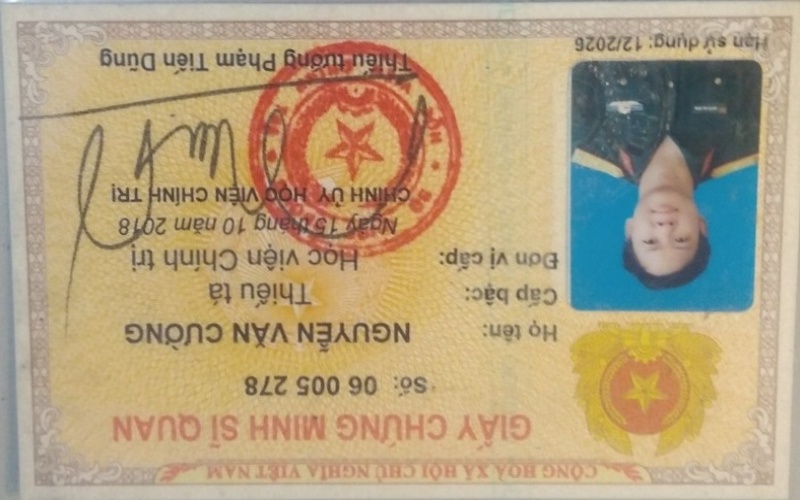 CỘNG HOÀ XÃ HỘI CHỦ NGHĨA VIỆT NAM
GIẤY CHỨNG MINH SĨ QUAN
Số: 06 005 278
Họ tên: NGUYỄN VĂN CƯỜNG
Cấp bậc: Thiếu tá
Đơn vị cấp: Học viện Chính trị
Ngày 15 tháng 10 năm 2018
CHÍNH ỦY HỌC VIỆN CHÍNH TRỊ
Thiếu tướng Phạm Tiến Dũng
Hạn sử dụng: 12/2026